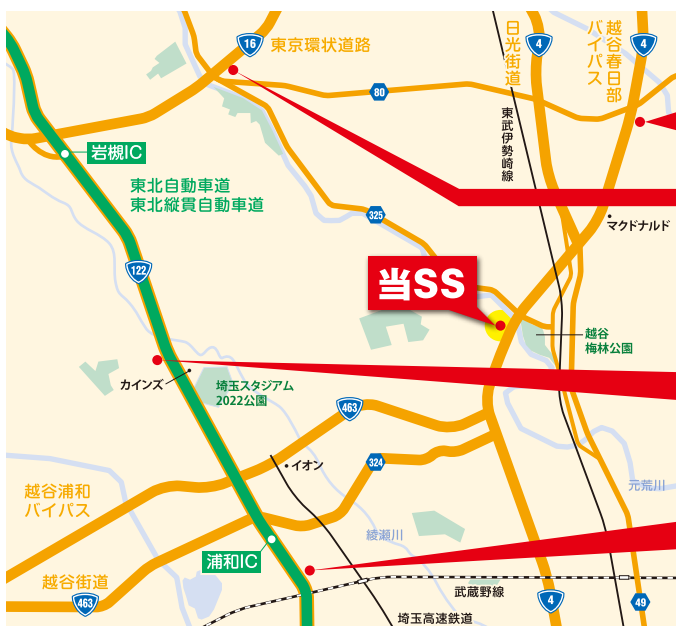 16
東京環状道路
日光街道
4
越谷春日部
バイパス
4
80
東武伊勢崎線
岩槻IC
東北自動車道
東北縦貫自動車道
325
マクドナルド
122
当SS
越谷
梅林公園
カインズ
埼玉スタジアム
2022公園
463
324
イオン
越谷浦和
バイパス
元荒川
綾瀬川
浦和IC
越谷街道
463
武蔵野線
4
49
埼玉高速鉄道